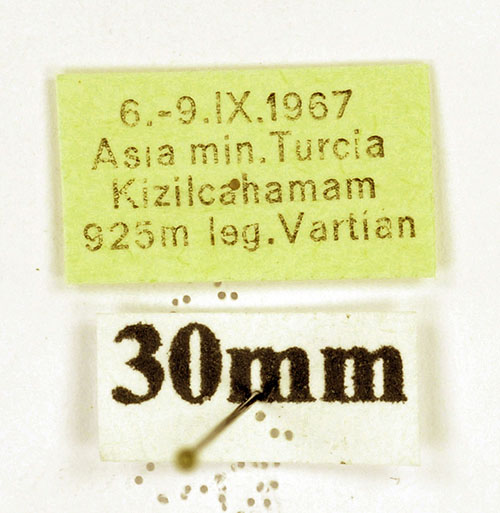 6.-9.IX.1967
Asia min.Turcia
Kizilcahamam
925m leg.Vartian
30mm